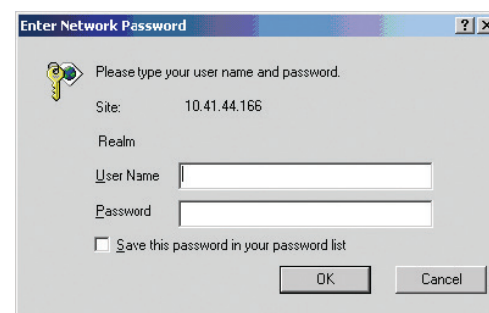 Enter Network Password
Please type your user name and password.
Site: 10.41.44.166
Realm
User Name
Password
Save this password in your password list
OK Cancel